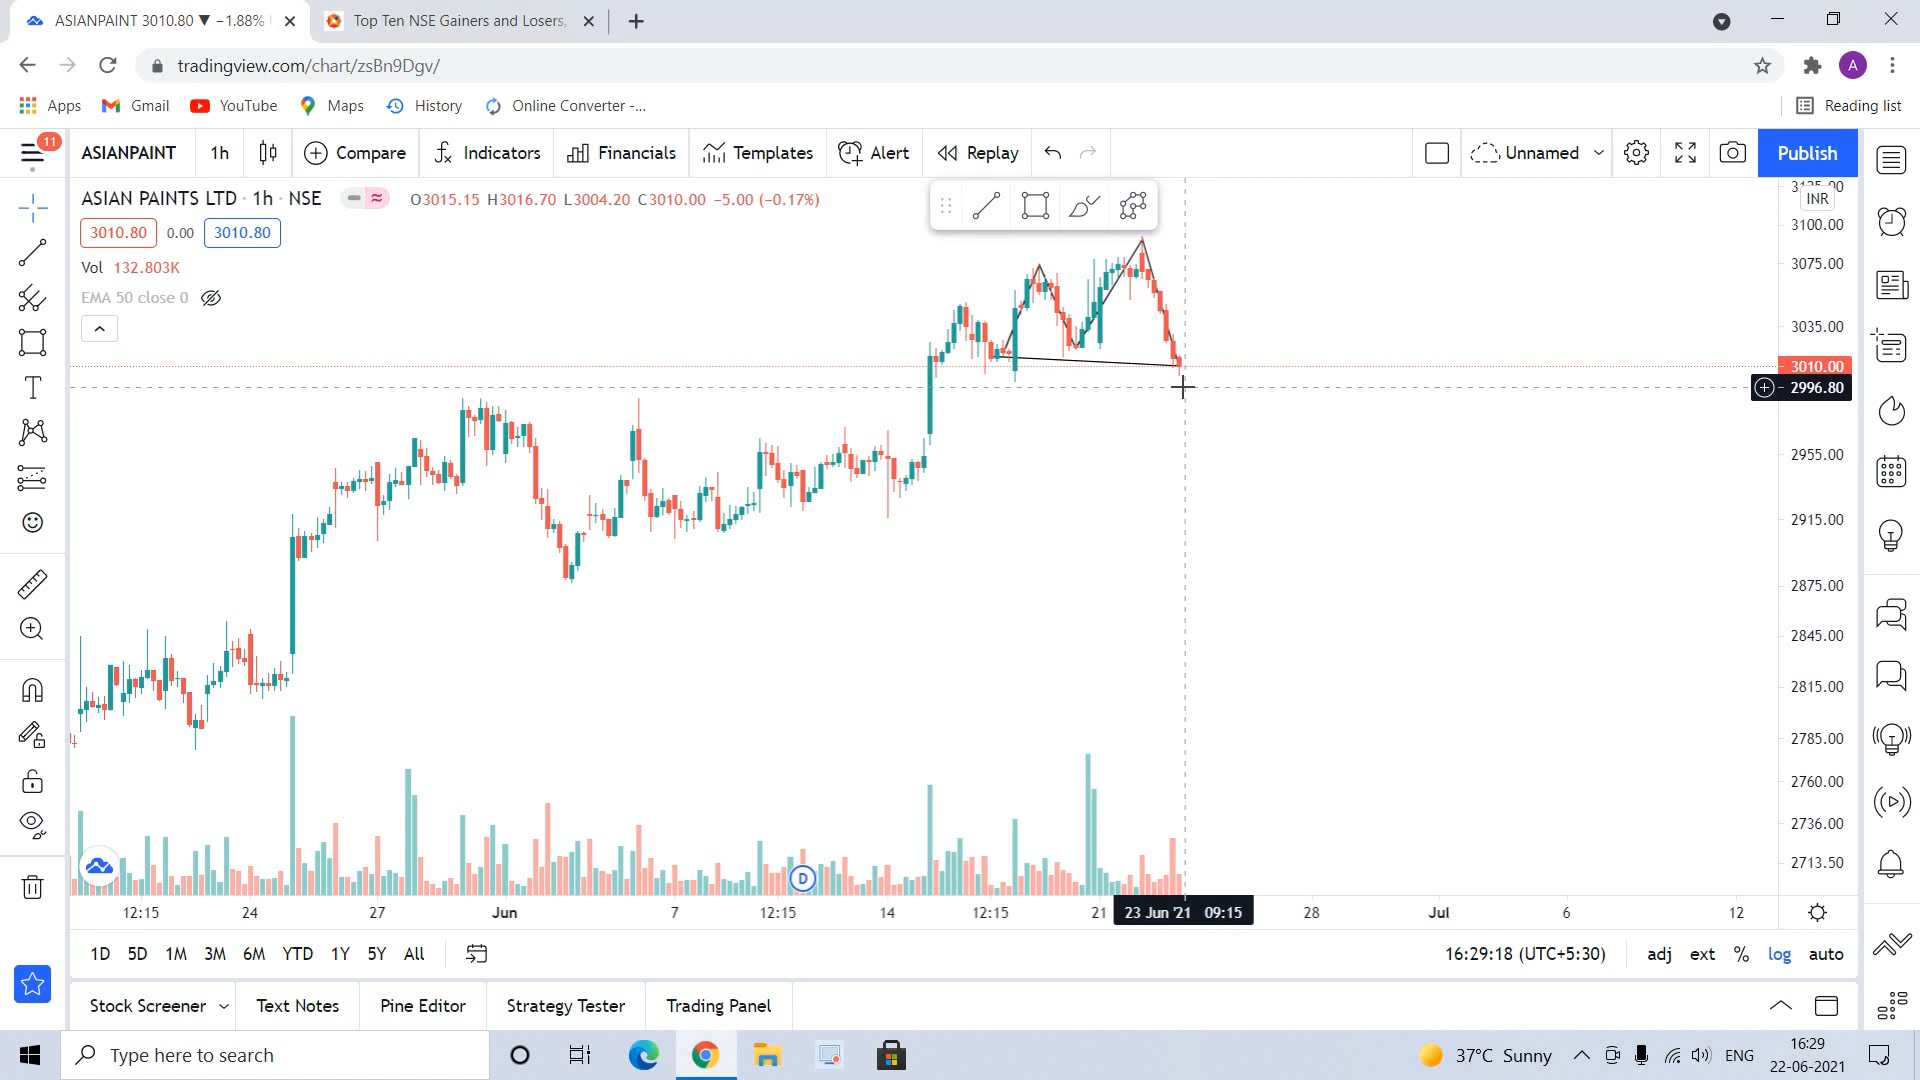 ASIANPAINT 3010.80 ▼ −1.88%
Top Ten NSE Gainers and Losers,
tradingview.com/chart/zsBn9Dgv/
A
Apps
Gmail
YouTube
Maps
History
Online Converter -...
Reading list
11
ASIANPAINT
1h
Compare
Indicators
Financials
Templates
Alert
Replay
Unnamed
Publish
ASIAN PAINTS LTD · 1h · NSE
O3015.15 H3016.70 L3004.20 C3010.00 −5.00 (−0.17%)
3010.80 0.00 3010.80
Vol 132.803K
EMA 50 close 0
3125.00
INR
3100.00
3075.00
3035.00
3010.00
2996.80
2955.00
2915.00
2875.00
2845.00
2815.00
2785.00
2760.00
2736.00
2713.50
D
12:15 24 27 Jun 7 12:15 14 12:15 21 23 Jun '21 09:15 28 Jul 6 12
1D 5D 1M 3M 6M YTD 1Y 5Y All
16:29:18 (UTC+5:30) adj ext % log auto
Stock Screener Text Notes Pine Editor Strategy Tester Trading Panel
Type here to search
37°C Sunny
ENG
16:29
22-06-2021